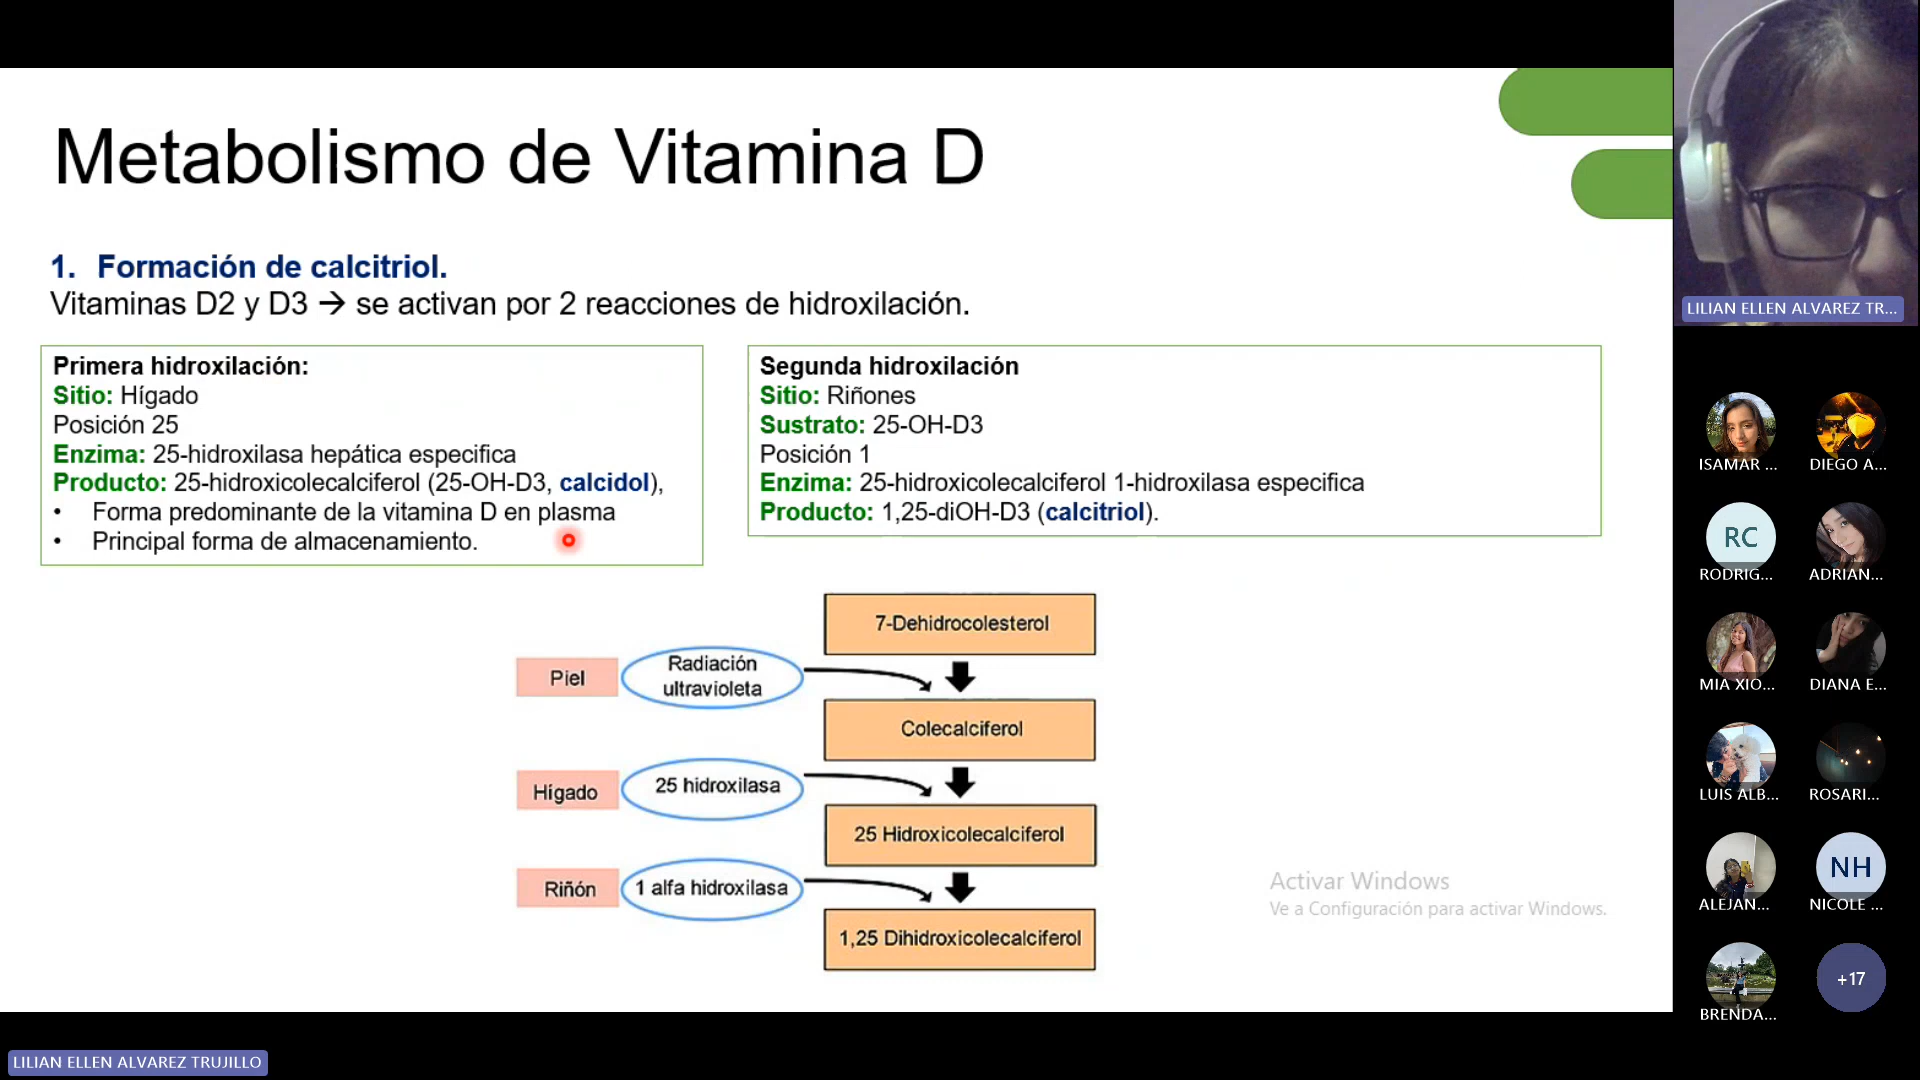 Metabolismo de Vitamina D
1. Formación de calcitriol.
Vitaminas D2 y D3 → se activan por 2 reacciones de hidroxilación.
Primera hidroxilación:
Sitio: Hígado
Posición 25
Enzima: 25-hidroxilasa hepática especifica
Producto: 25-hidroxicolecalciferol (25-OH-D3, calcidol),
• Forma predominante de la vitamina D en plasma
• Principal forma de almacenamiento.
Segunda hidroxilación
Sitio: Riñones
Sustrato: 25-OH-D3
Posición 1
Enzima: 25-hidroxicolecalciferol 1-hidroxilasa especifica
Producto: 1,25-diOH-D3 (calcitriol).
7-Dehidrocolesterol
Piel
Radiación
ultravioleta
Colecalciferol
Hígado
25 hidroxilasa
25 Hidroxicolecalciferol
Riñón
1 alfa hidroxilasa
1,25 Dihidroxicolecalciferol
Activar Windows
Ve a Configuración para activar Windows.
LILIAN ELLEN ALVAREZ TR...
ISAMAR ...
DIEGO A...
RC
RODRIG...
ADRIAN...
MIA XIO...
DIANA E...
LUIS ALB...
ROSARI...
ALEJAN...
NH
NICOLE ...
BRENDA...
+17
LILIAN ELLEN ALVAREZ TRUJILLO